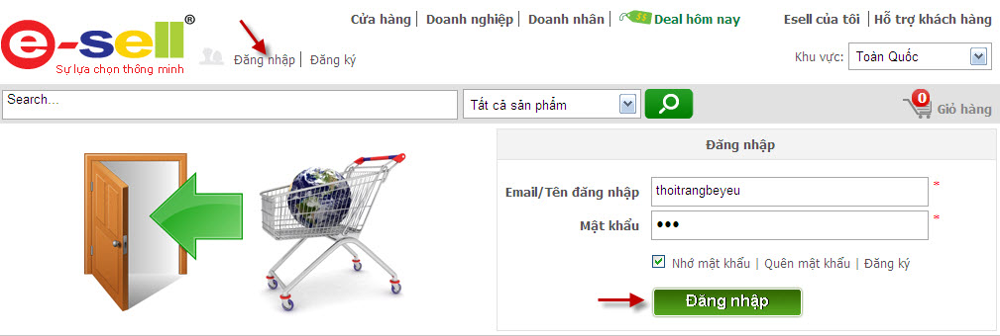 Cửa hàng | Doanh nghiệp | Doanh nhân | $$ Deal hôm nay Esell của tôi | Hỗ trợ khách hàng
e-sell®
Sự lựa chọn thông minh
Đăng nhập | Đăng ký
Khu vực: Toàn Quốc
Search... Tất cả sản phẩm 0 Giỏ hàng
Đăng nhập
Email/Tên đăng nhập thoitrangbeyeu *
Mật khẩu ●●● *
Nhớ mật khẩu | Quên mật khẩu | Đăng ký
Đăng nhập